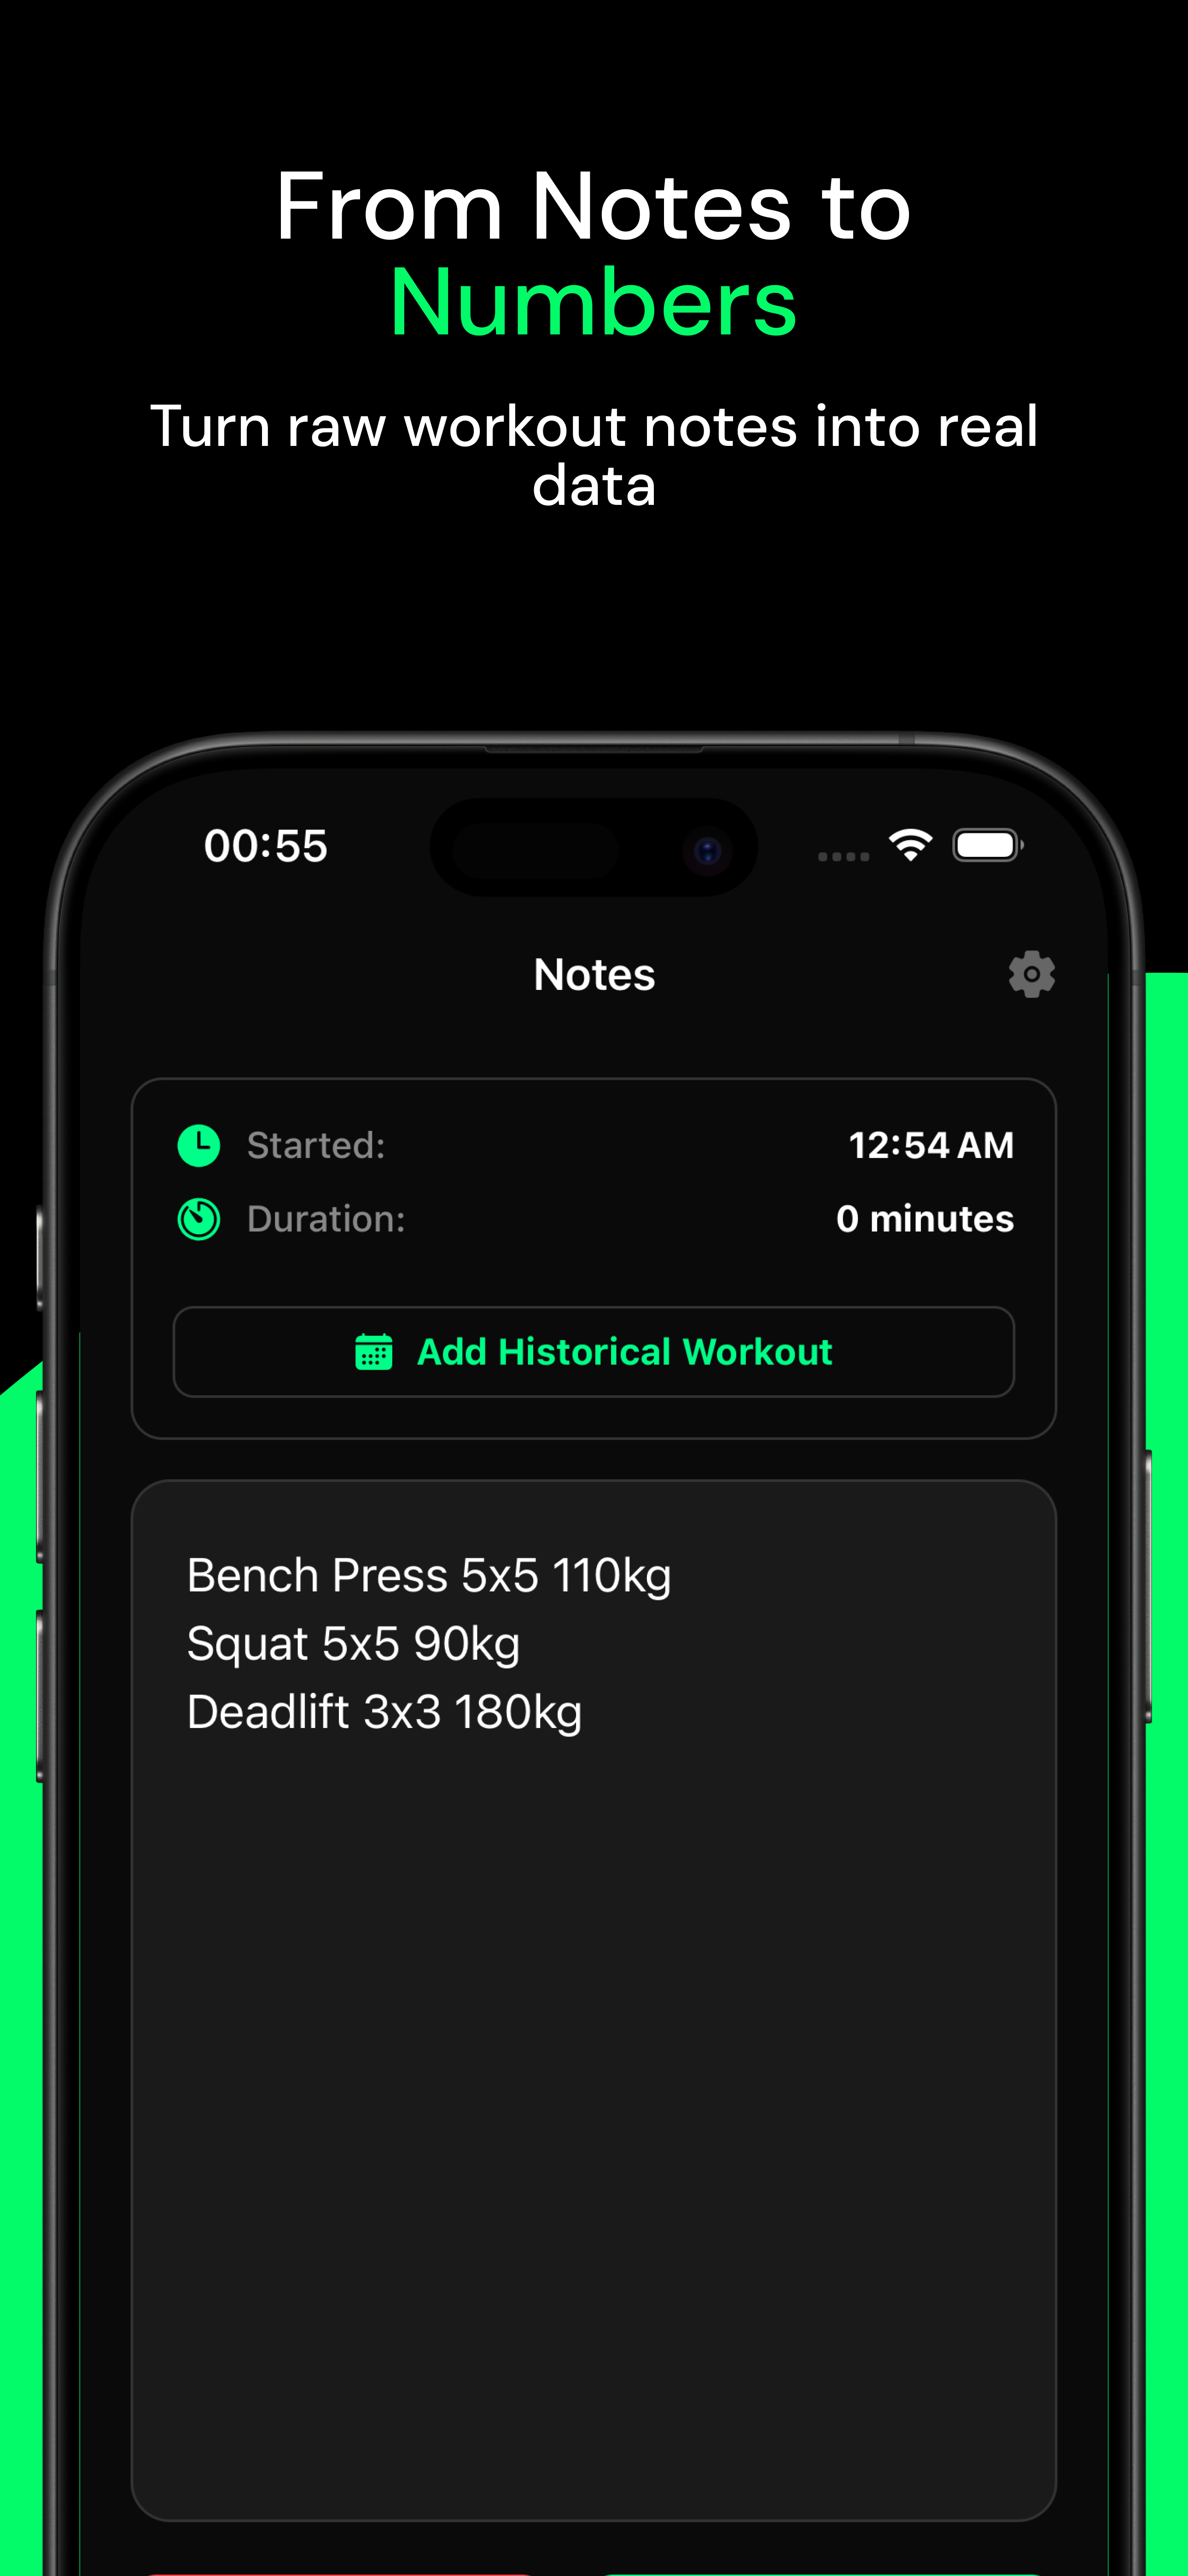 From Notes to
Numbers
Turn raw workout notes into real
data
00:55
Notes
Started: 12:54 AM
Duration: 0 minutes
Add Historical Workout
Bench Press 5x5 110kg
Squat 5x5 90kg
Deadlift 3x3 180kg